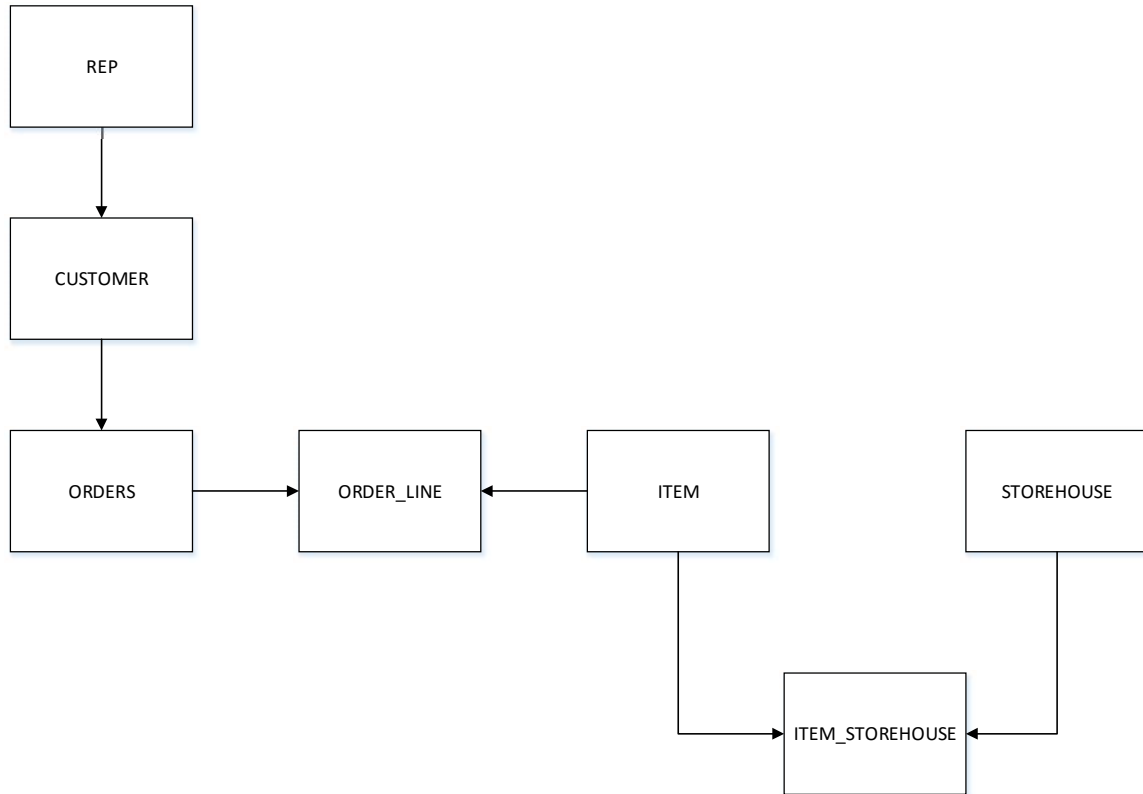 REP
CUSTOMER
ORDERS
ORDER_LINE
ITEM
STOREHOUSE
ITEM_STOREHOUSE